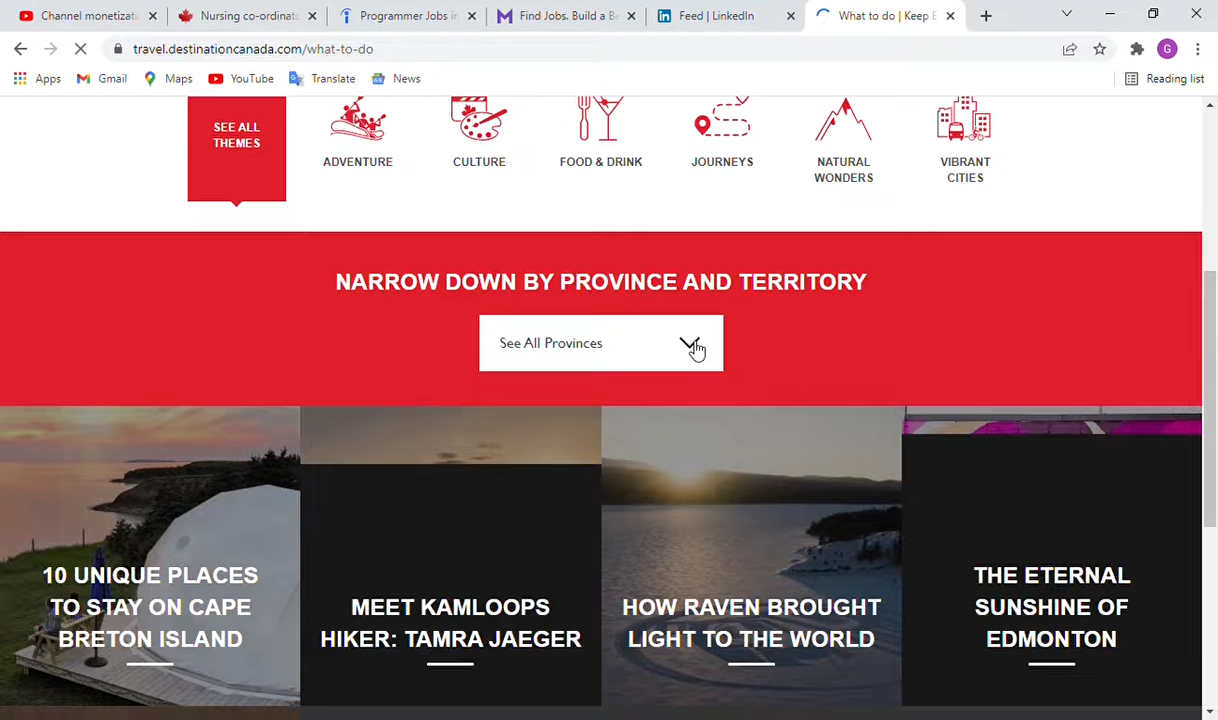 Channel monetizati
Nursing co-ordinato
Programmer Jobs in
Find Jobs. Build a Be
Feed | LinkedIn
What to do | Keep E
travel.destinationcanada.com/what-to-do
G
Apps
Gmail
Maps
YouTube
Translate
News
Reading list
SEE ALL
THEMES
ADVENTURE
CULTURE
FOOD & DRINK
JOURNEYS
NATURAL
WONDERS
VIBRANT
CITIES
NARROW DOWN BY PROVINCE AND TERRITORY
See All Provinces
10 UNIQUE PLACES
TO STAY ON CAPE
BRETON ISLAND
MEET KAMLOOPS
HIKER: TAMRA JAEGER
HOW RAVEN BROUGHT
LIGHT TO THE WORLD
THE ETERNAL
SUNSHINE OF
EDMONTON